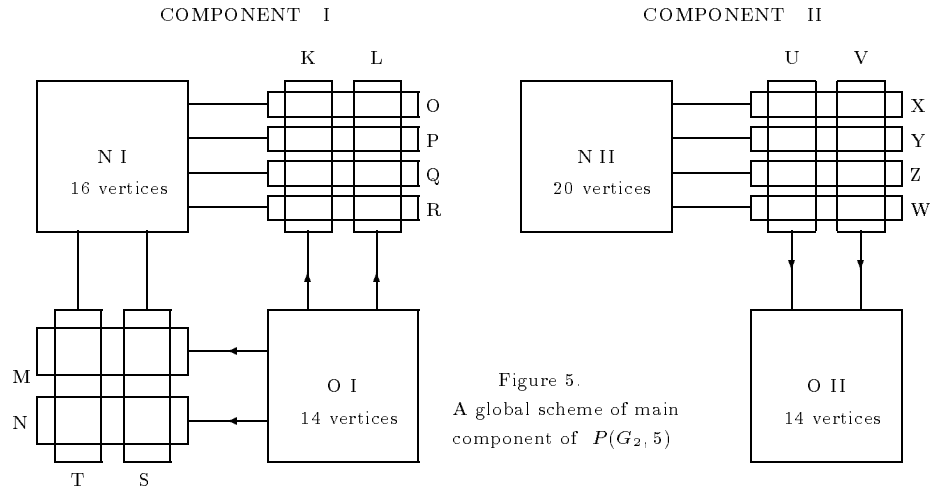 COMPONENT I
COMPONENT II
K L
U V
O
X
P
Y
N I
N II
16 vertices
20 vertices
Q
Z
R
W
M
O I
O II
14 vertices
14 vertices
N
T S
Figure 5.
A global scheme of main
component of P(G₂, 5)